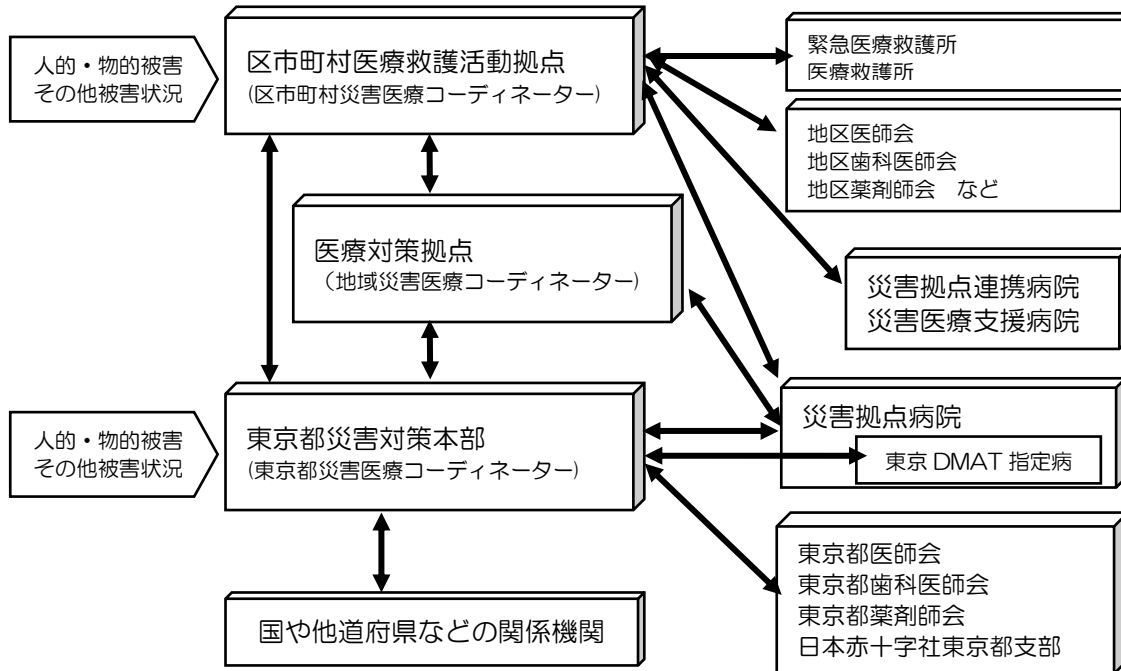 人的・物的被害
その他被害状況
区市町村医療救護活動拠点
(区市町村災害医療コーディネーター)
緊急医療救護所
医療救護所
地区医師会
地区歯科医師会
地区薬剤師会　など
医療対策拠点
（地域災害医療コーディネーター)
災害拠点連携病院
災害医療支援病院
人的・物的被害
その他被害状況
東京都災害対策本部
(東京都災害医療コーディネーター)
災害拠点病院
東京 DMAT 指定病
東京都医師会
東京都歯科医師会
東京都薬剤師会
日本赤十字社東京都支部
国や他道府県などの関係機関